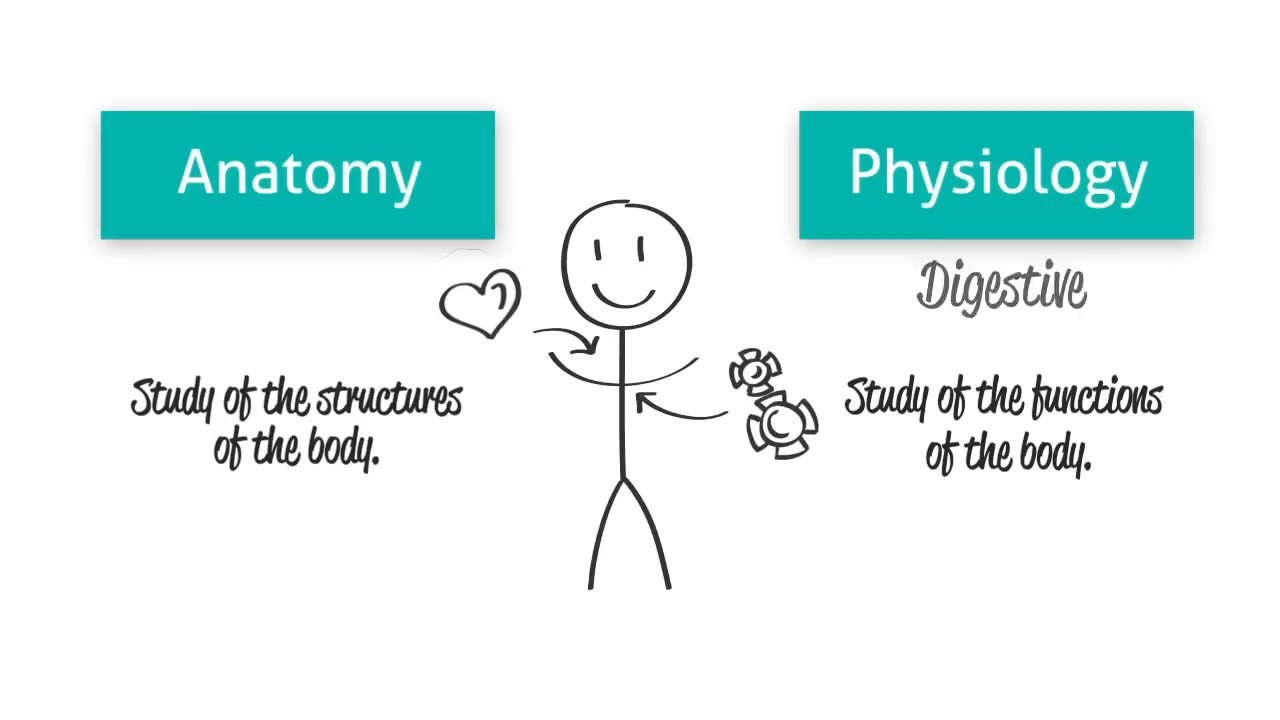 Anatomy
Study of the structures
of the body.
Physiology
Digestive
Study of the functions
of the body.